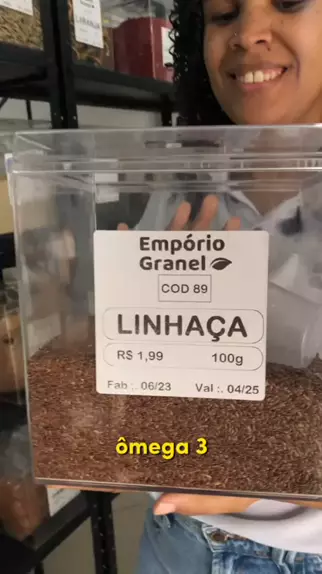 Empório
Granel
COD 89
LINHAÇA
R$ 1,99 100g
Fab :. 06/23 Val :. 04/25
ômega 3